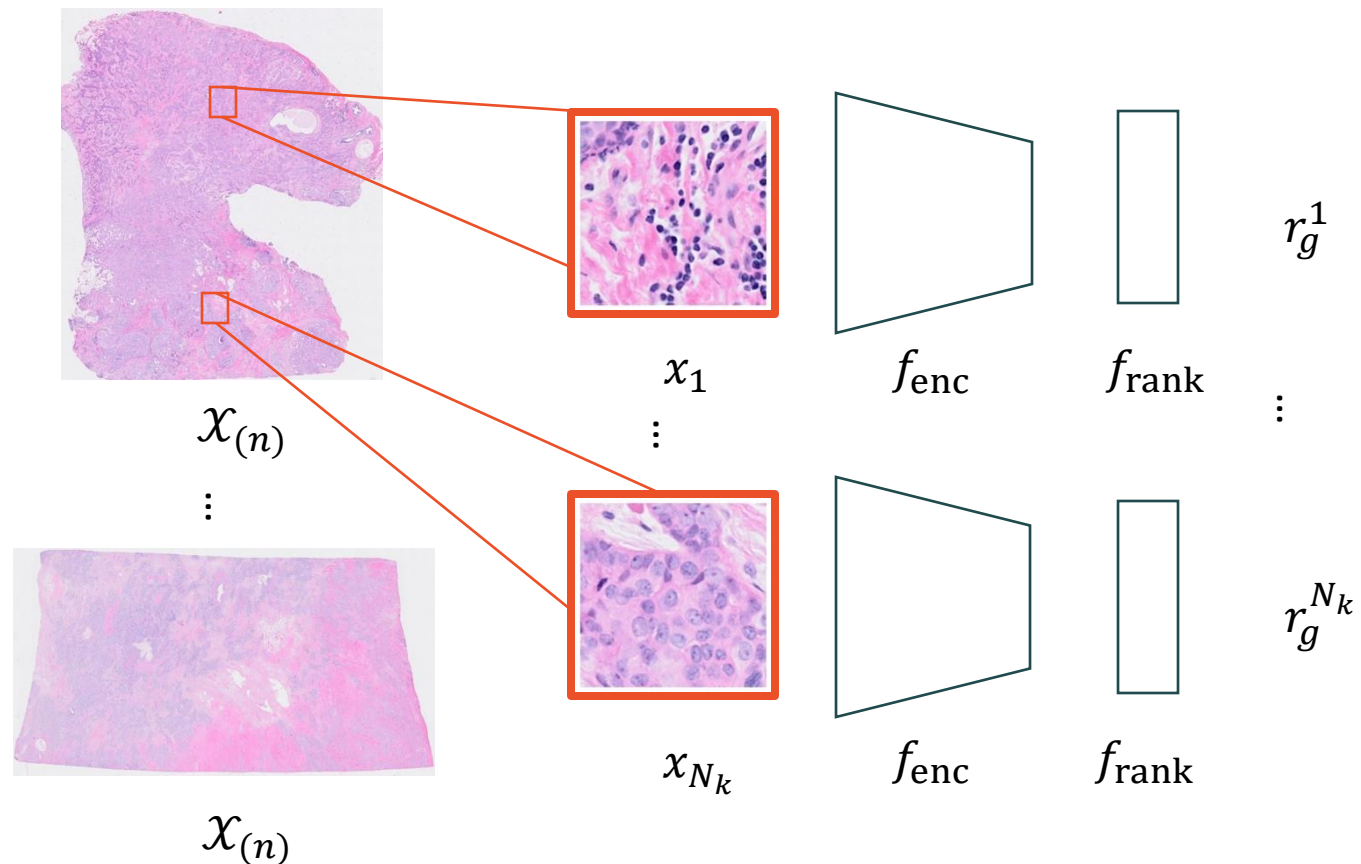 𝒳₍ₙ₎
⋮
𝒳₍ₙ₎
x₁
f_enc
f_rank
r_g^1
⋮
⋮
x_{N_k}
f_enc
f_rank
r_g^{N_k}